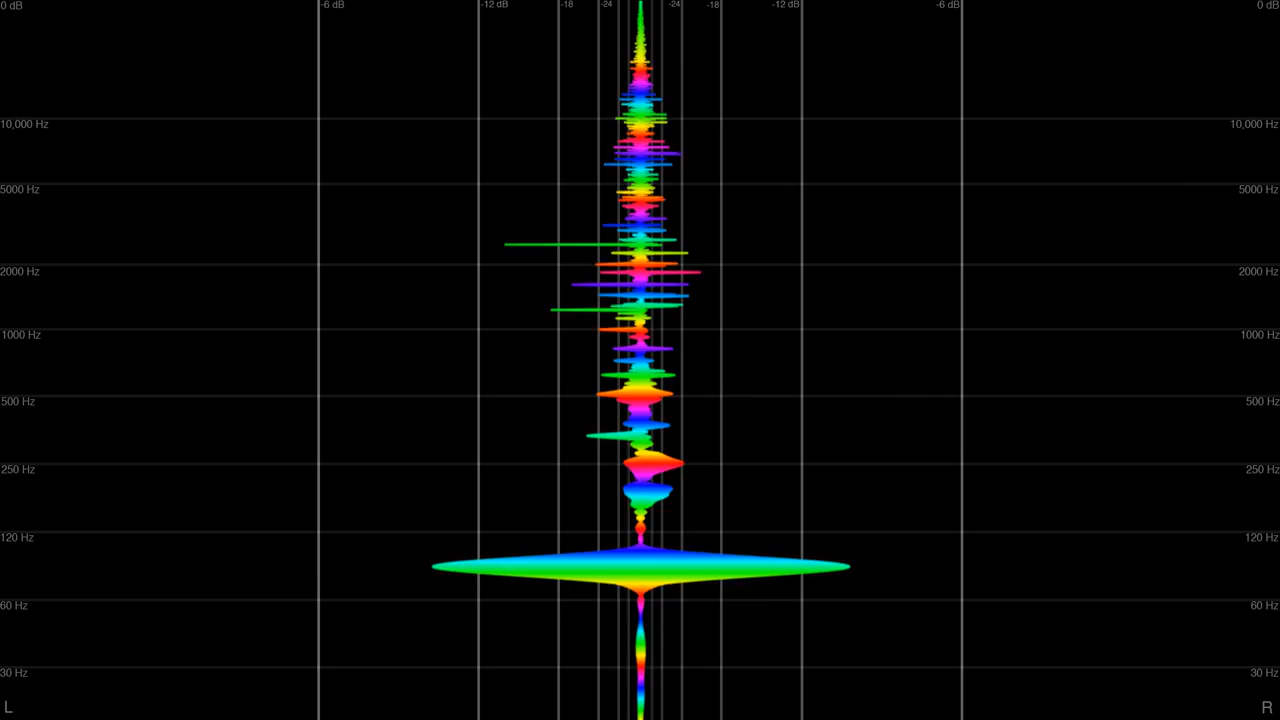 0 dB -6 dB -12 dB -18 -24 -24 -18 -12 dB -6 dB 0 dB
10,000 Hz 10,000 Hz
5000 Hz 5000 Hz
2000 Hz 2000 Hz
1000 Hz 1000 Hz
500 Hz 500 Hz
250 Hz 250 Hz
120 Hz 120 Hz
60 Hz 60 Hz
30 Hz 30 Hz
L R